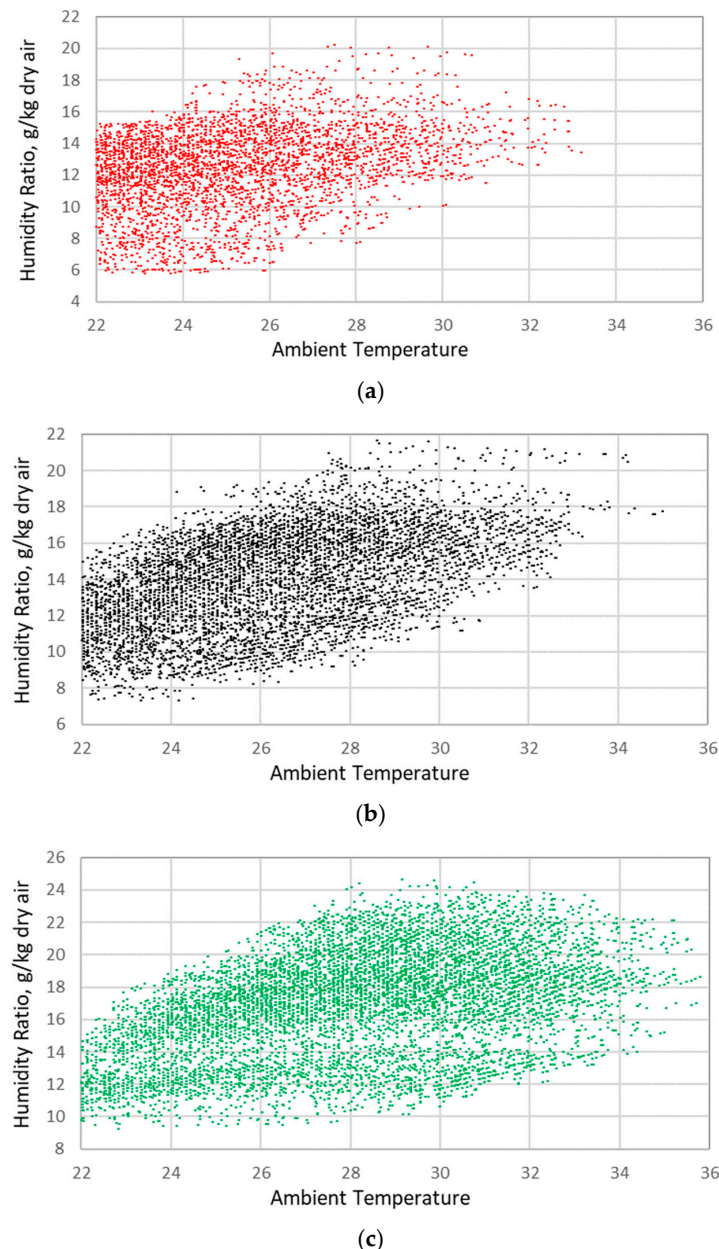 22
20
18
16
14
12
10
8
6
4
Humidity Ratio, g/kg dry air
22 24 26 28 30 32 34 36
Ambient Temperature
(a)
22
20
18
16
14
12
10
8
6
Humidity Ratio, g/kg dry air
22 24 26 28 30 32 34 36
Ambient Temperature
(b)
26
24
22
20
18
16
14
12
10
8
Humidity Ratio, g/kg dry air
22 24 26 28 30 32 34 36
Ambient Temperature
(c)